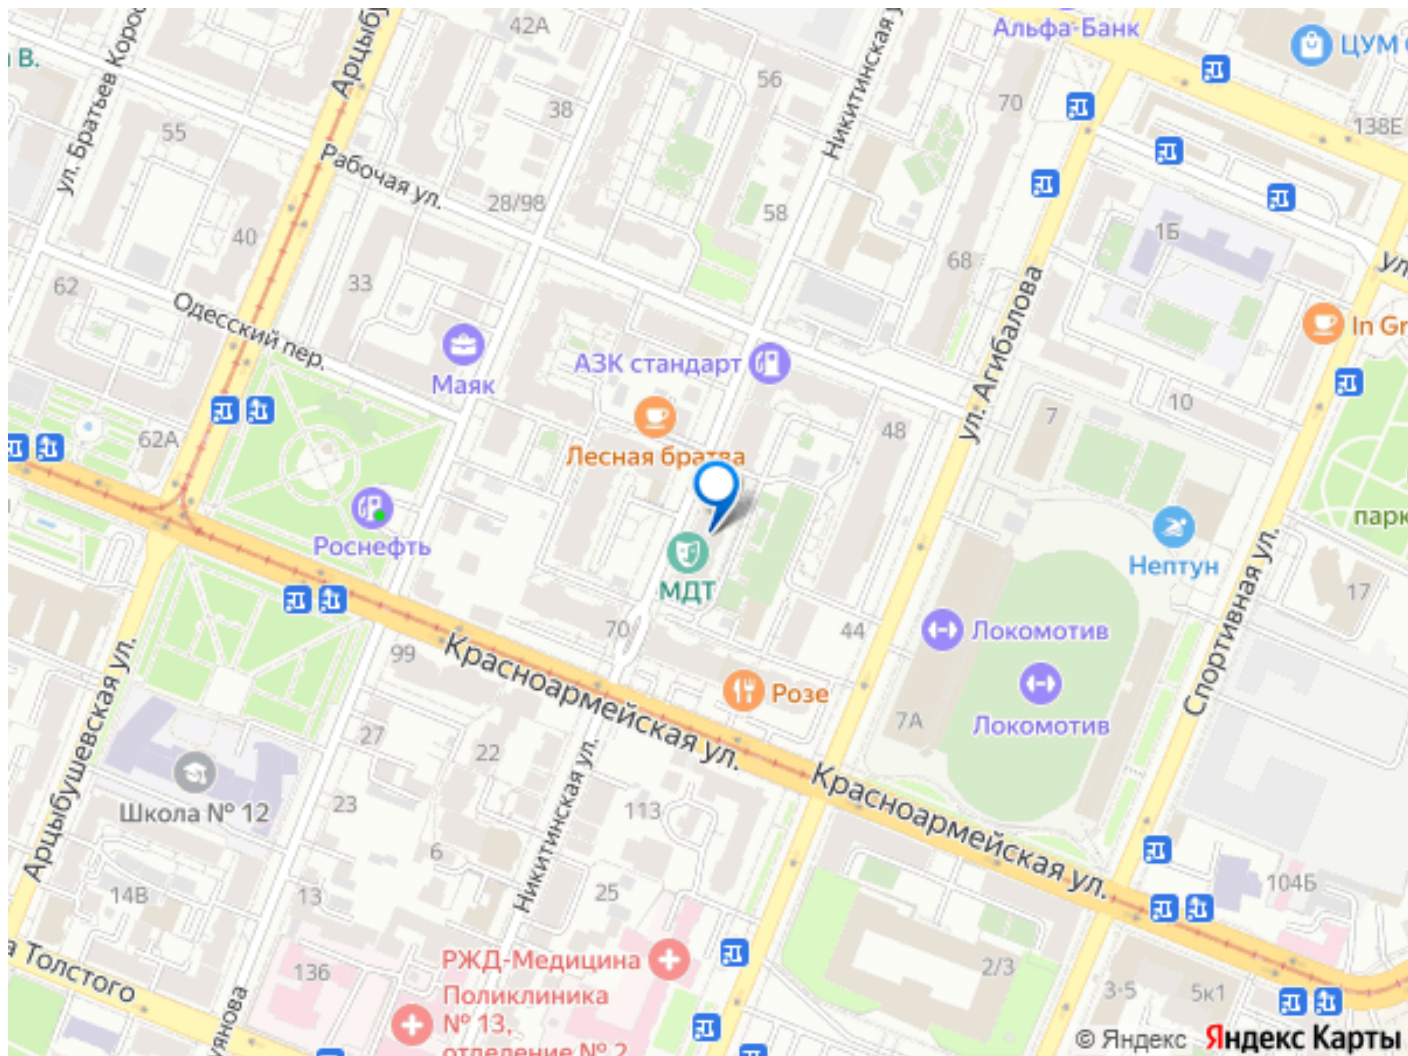 42А
Альфа-Банк
ЦУМ
В.
ул. Братьев Корос
Арцыбу
Никитинская у
56
70
38
138Е
55
Рабочая ул.
28/98
58
1Б
40
68
33
62
Одесский пер.
ул. Агибалова
ул
In Gr
АЗК стандарт
Маяк
10
7
48
62А
Лесная братва
парк
Роснефть
Нептун
МДТ
17
70
44
Локомотив
99
Красноармейская ул.
Розе
Локомотив
7А
Спортивная ул.
Арцыбушевская ул.
27
22
Школа № 12
23
113
Красноармейская ул.
Никитинская ул.
6
14В
13
25
104Б
а Толстого
136
РЖД-Медицина
2/3
Поликлиника
№ 13,
отделение № 2
3-5
5к1
уянова
© Яндекс
Яндекс Карты